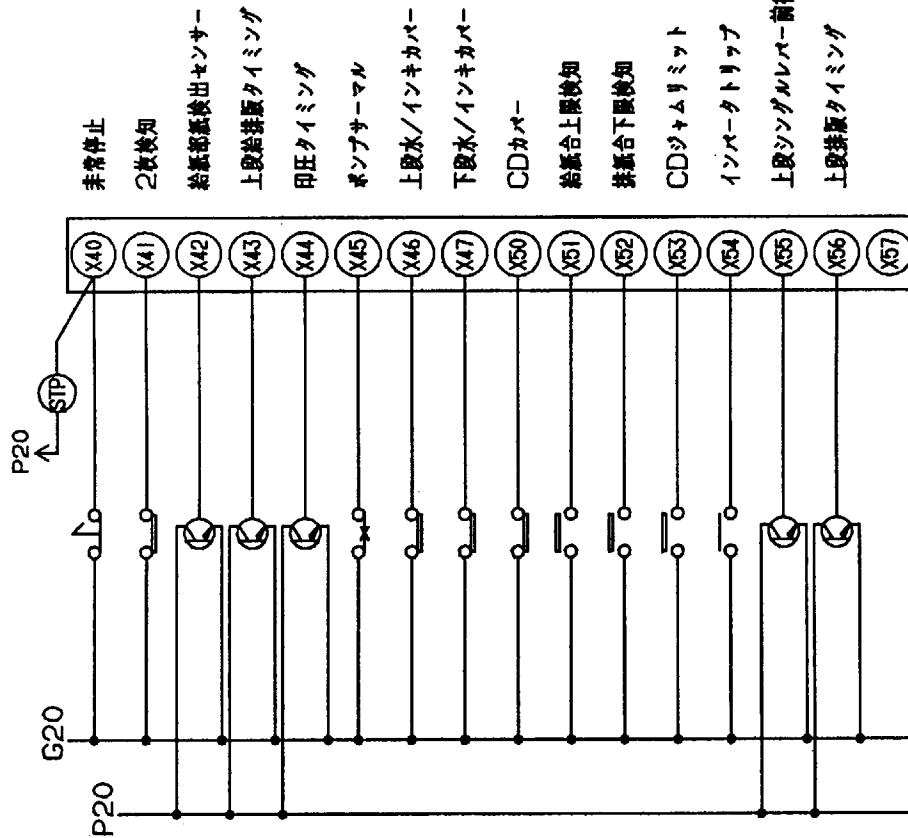 P20
STP
G20
P20
X40 非常停止
X41 2枚検知
X42 給紙部紙検出センサー
X43 上段給排版タイミング
X44 印圧タイミング
X45 ポンプサーマル
X46 上段水/インキカバー
X47 下段水/インキカバー
X50 CDカバー
X51 給紙台上限検知
X52 排紙台下限検知
X53 CDジャムリミット
X54 インバータトリップ
X55 上段シングルレバー前
X56 上段排版タイミング
X57